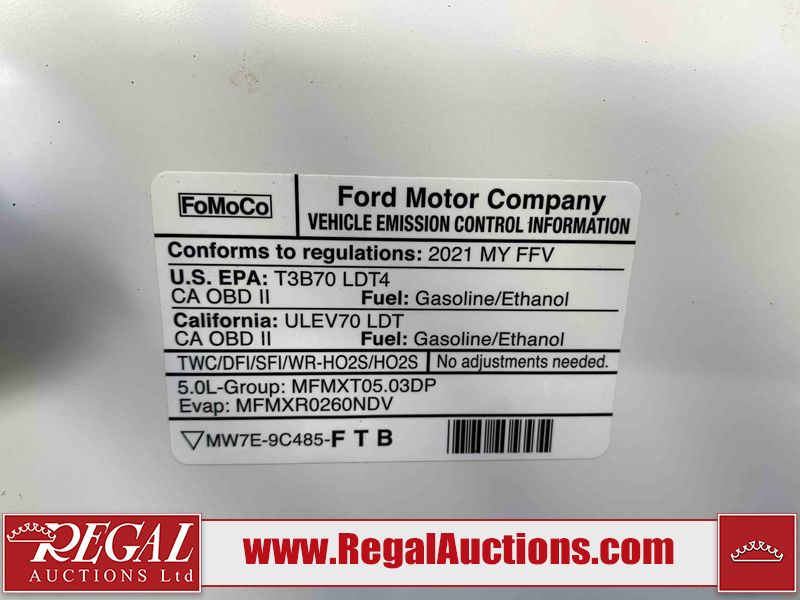 FoMoCo
Ford Motor Company
VEHICLE EMISSION CONTROL INFORMATION
Conforms to regulations: 2021 MY FFV
U.S. EPA: T3B70 LDT4
CA OBD II Fuel: Gasoline/Ethanol
California: ULEV70 LDT
CA OBD II Fuel: Gasoline/Ethanol
TWC/DFI/SFI/WR-HO2S/HO2S No adjustments needed.
5.0L-Group: MFMXT05.03DP
Evap: MFMXR0260NDV
MW7E-9C485-F T B
REGAL
AUCTIONS Ltd
www.RegalAuctions.com